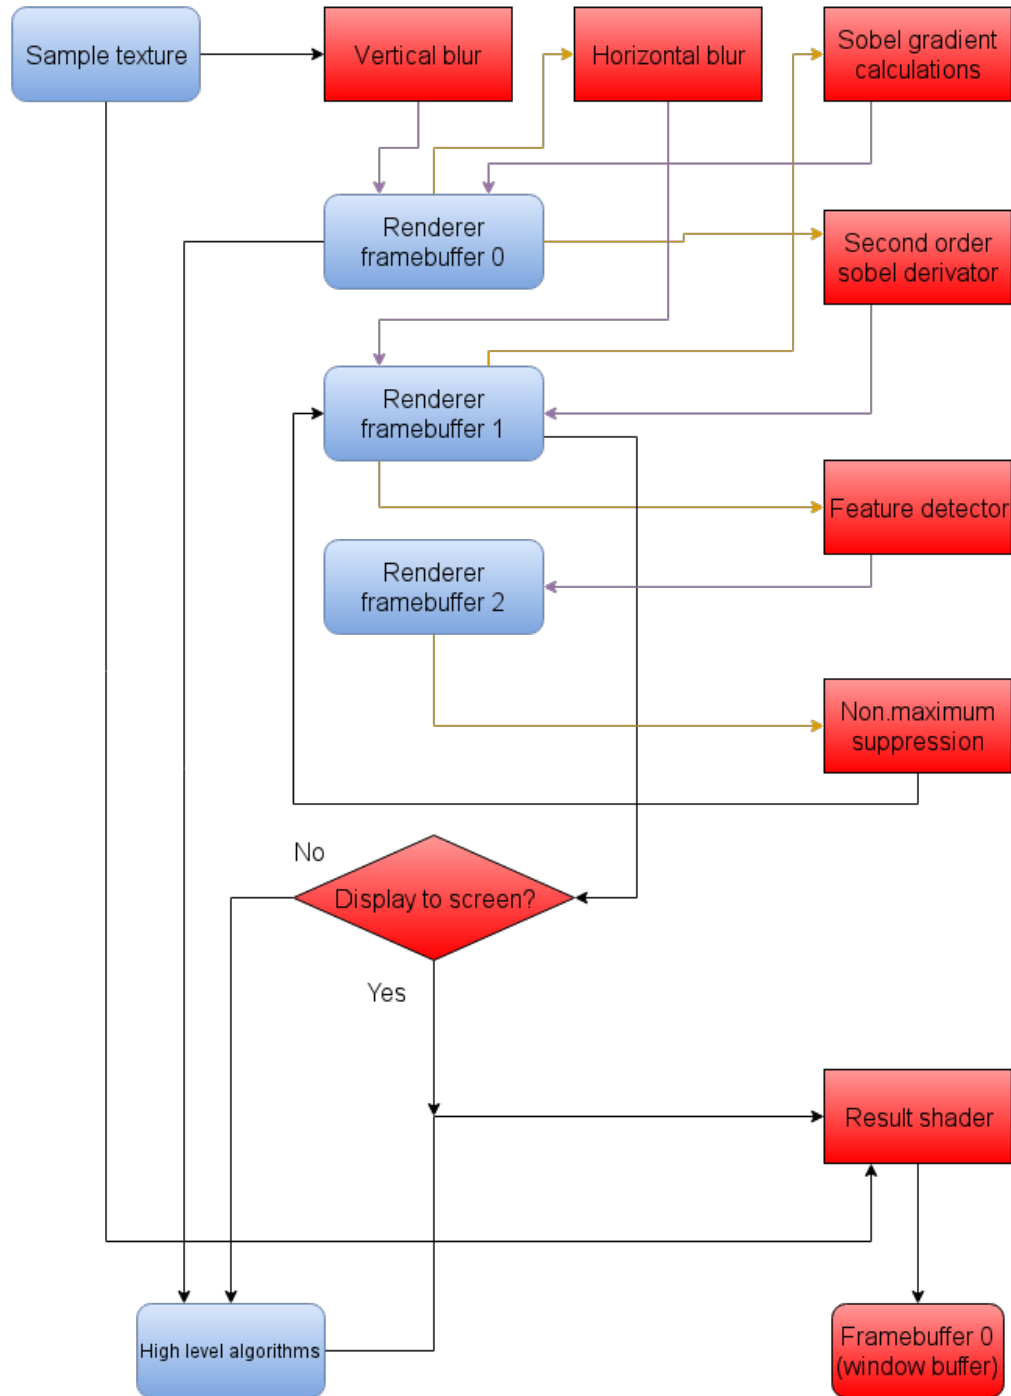 Sample texture
Vertical blur
Horizontal blur
Sobel gradient
calculations
Renderer
framebuffer 0
Second order
sobel derivator
Renderer
framebuffer 1
Feature detector
Renderer
framebuffer 2
Non.maximum
suppression
No
Display to screen?
Yes
Result shader
High level algorithms
Framebuffer 0
(window buffer)